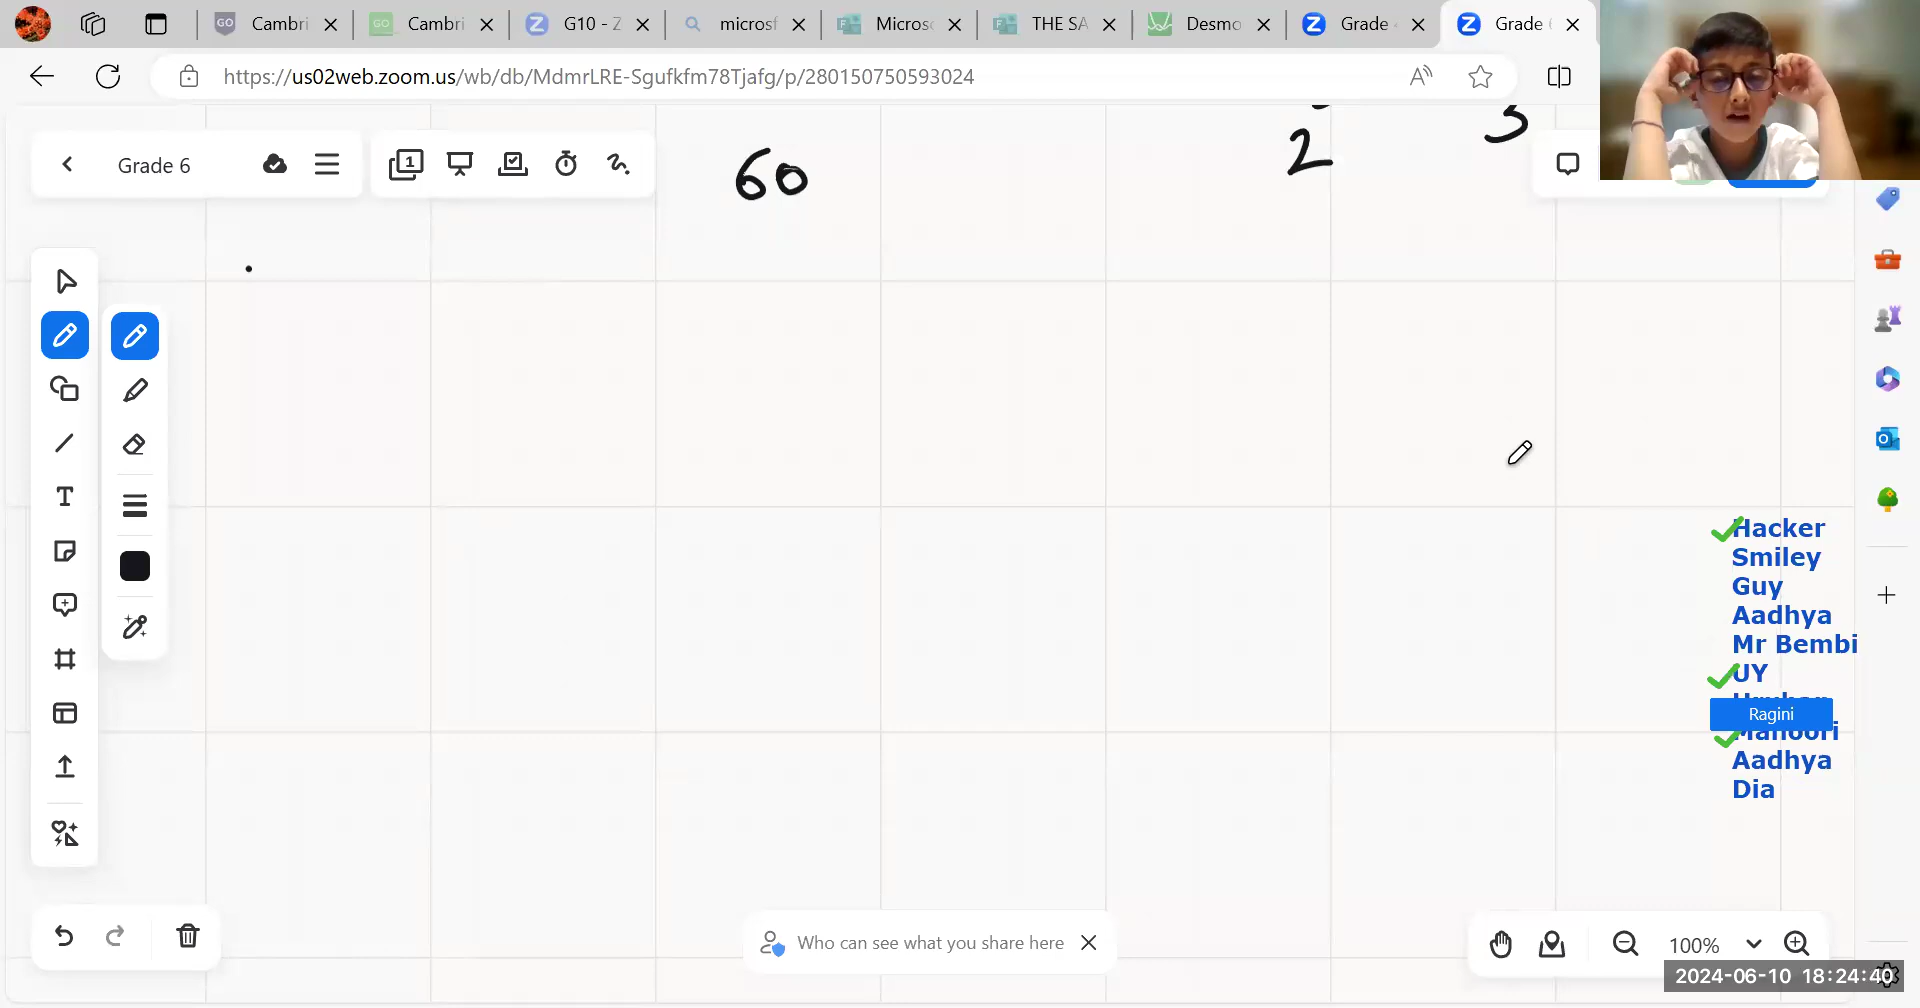 Cambri
Cambri
G10 - Z
microsf
Micros
THE SA
Desmo
Grade
Grade
https://us02web.zoom.us/wb/db/MdmrLRE-Sgufkfm78Tjafg/p/280150750593024
Grade 6
1
60
2
3
Hacker
Smiley
Guy
Aadhya
Mr Bembi
UY
Ragini
Aadhya
Dia
Who can see what you share here
100%
2024-06-10 18:24:40